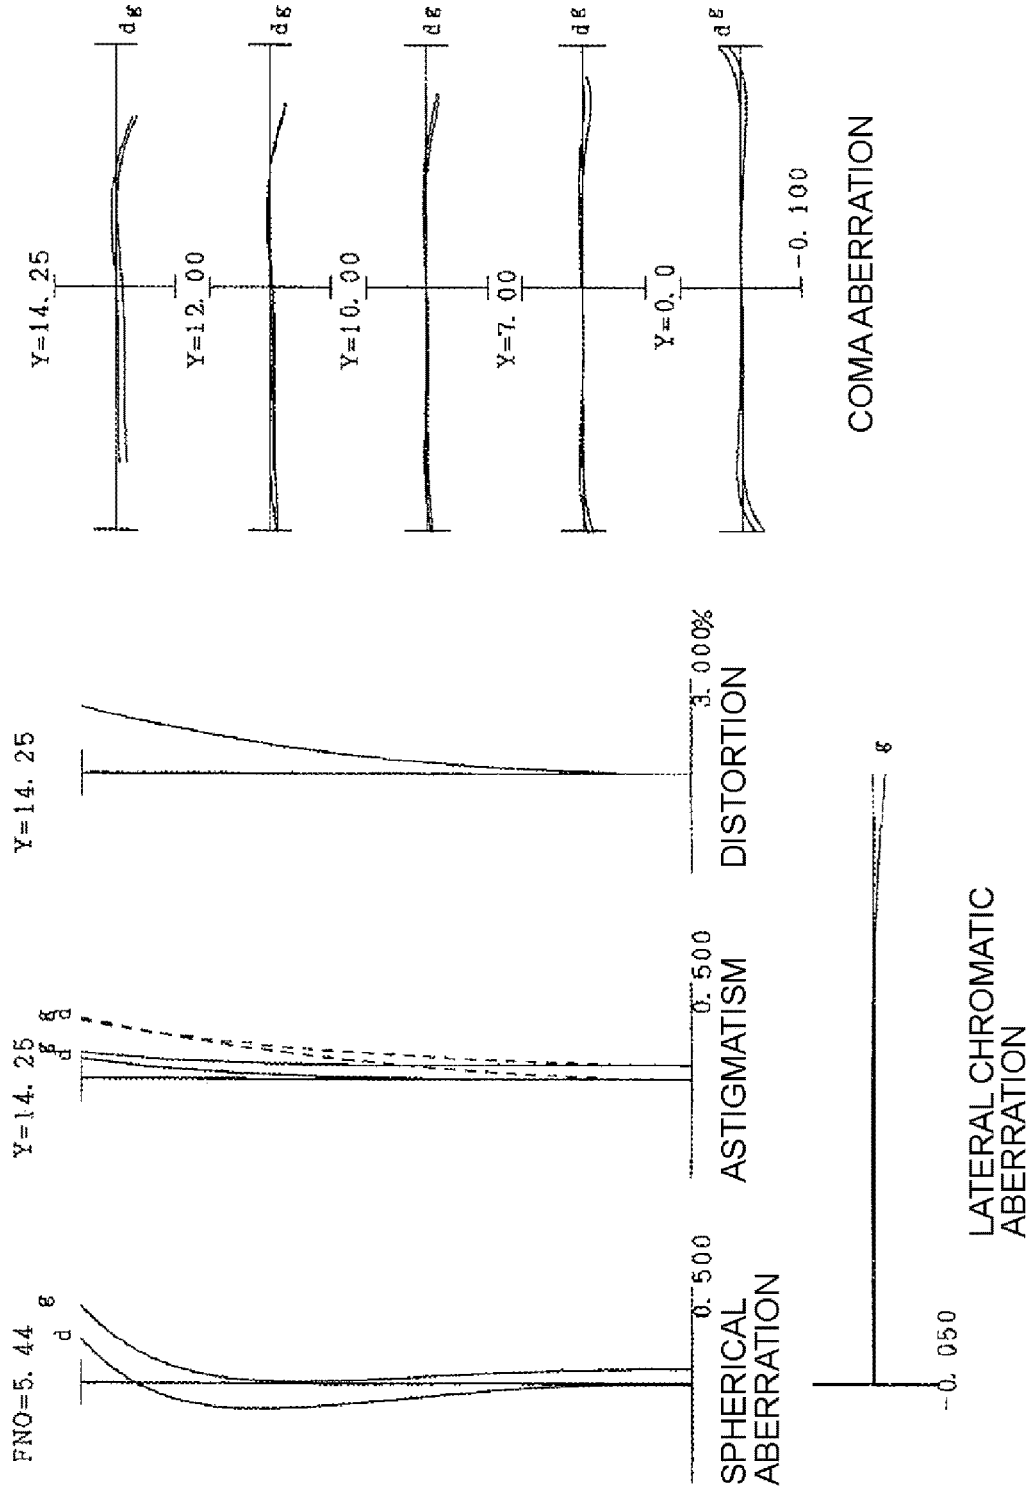 FNO=5.44
g
d
0.500
SPHERICAL
ABERRATION
Y=14.25
g
d
g
d
0.500
ASTIGMATISM
Y=14.25
3.000%
DISTORTION
Y=14.25
d g
Y=12.00
d g
Y=10.00
d g
Y=7.00
d g
Y=0.0
d g
-0.100
COMA ABERRATION
g
-0.050
LATERAL CHROMATIC
ABERRATION